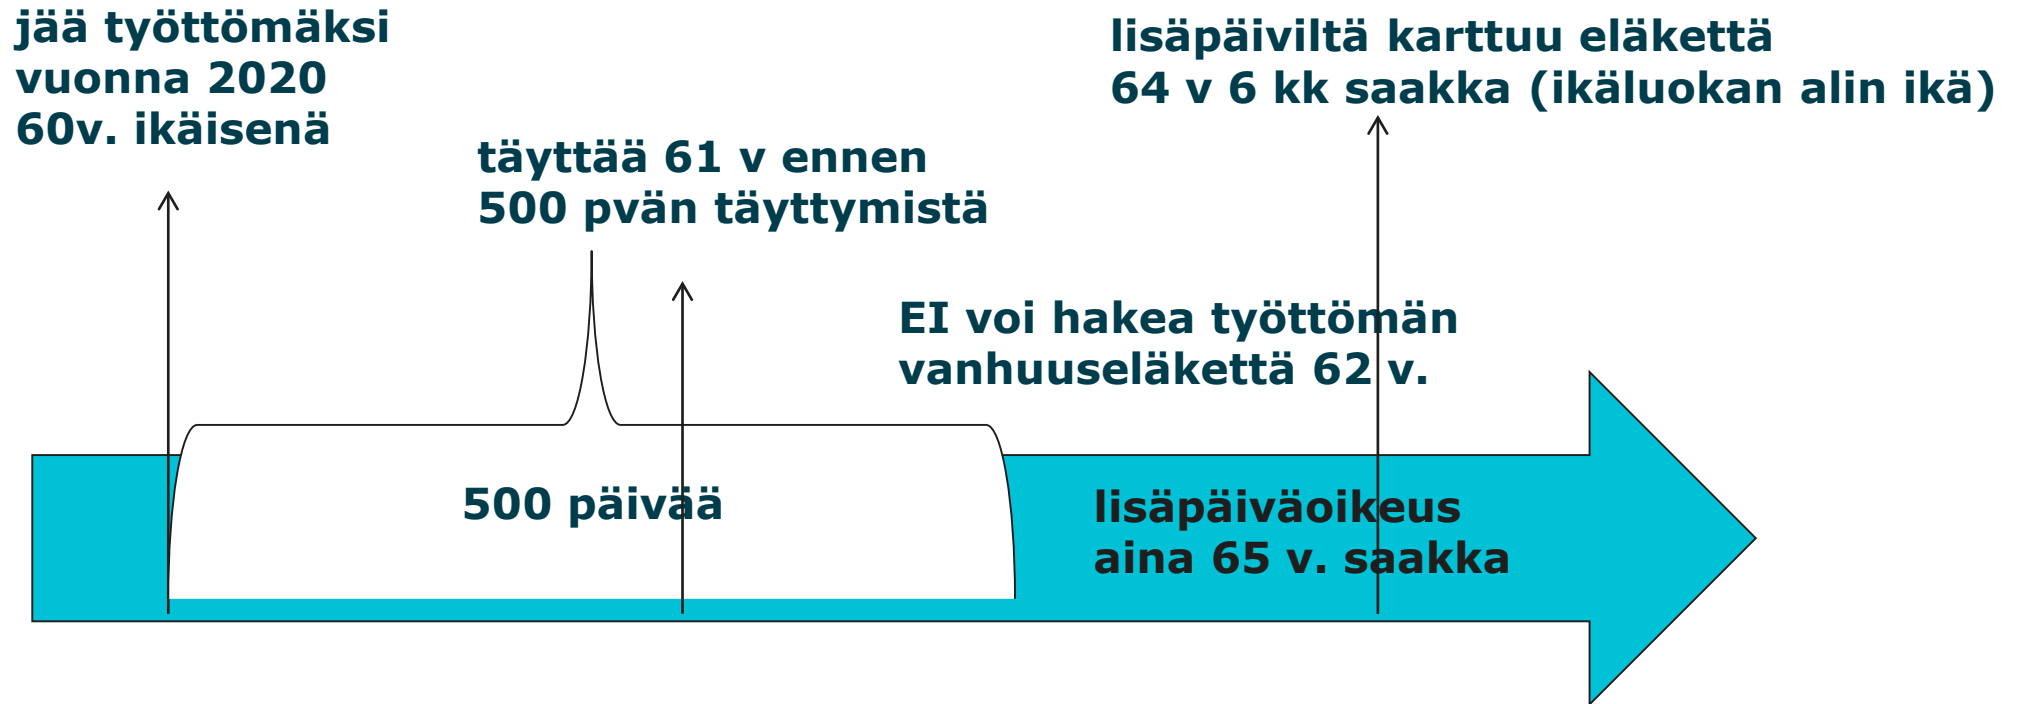 jää työttömäksi
vuonna 2020
60v. ikäisenä
täyttää 61 v ennen
500 pvän täyttymistä
lisäpäiviltä karttuu eläkettä
64 v 6 kk saakka (ikäluokan alin ikä)
EI voi hakea työttömän
vanhuuseläkettä 62 v.
500 päivää
lisäpäiväoikeus
aina 65 v. saakka